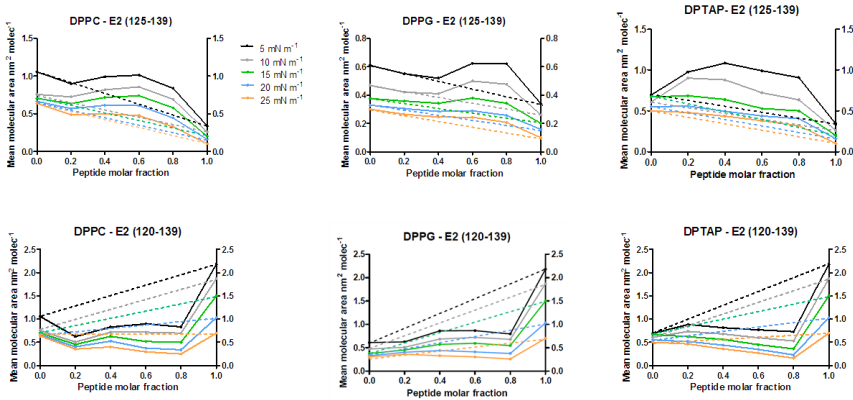 DPPC - E2 (125-139)
Mean molecular area nm² molec⁻¹
1.5
1.0
0.5
0.0
1.5
1.0
0.5
0.0
0.0 0.2 0.4 0.6 0.8 1.0
Peptide molar fraction
5 mN m⁻¹
10 mN m⁻¹
15 mN m⁻¹
20 mN m⁻¹
25 mN m⁻¹
DPPG - E2 (125-139)
Mean molecular area nm² molec⁻¹
0.8
0.6
0.4
0.2
0.0
0.8
0.6
0.4
0.2
0.0
0.0 0.2 0.4 0.6 0.8 1.0
Peptide molar fraction
DPTAP- E2 (125-139)
Mean molecular area nm² molec⁻¹
1.5
1.0
0.5
0.0
1.5
1.0
0.5
0.0
0.0 0.2 0.4 0.6 0.8 1.0
Peptide molar fraction
DPPC - E2 (120-139)
Mean molecular area nm² molec⁻¹
2.5
2.0
1.5
1.0
0.5
0.0
2.5
2.0
1.5
1.0
0.5
0.0
0.0 0.2 0.4 0.6 0.8 1.0
Peptide molar fraction
DPPG - E2 (120-139)
Mean molecular area nm² molec⁻¹
2.5
2.0
1.5
1.0
0.5
0.0
2.5
2.0
1.5
1.0
0.5
0.0
0.0 0.2 0.4 0.6 0.8 1.0
Peptide molar fraction
DPTAP - E2 (120-139)
Mean molecular area nm² molec⁻¹
2.5
2.0
1.5
1.0
0.5
0.0
2.5
2.0
1.5
1.0
0.5
0.0
0.0 0.2 0.4 0.6 0.8 1.0
Peptide molar fraction